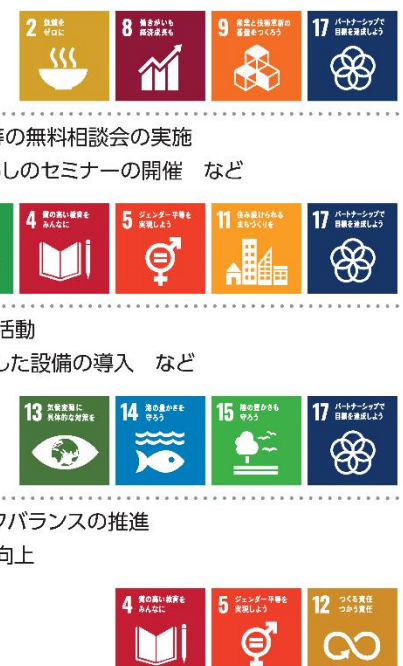 2 飢餓を
ゼロに
8 働きがいも
経済成長も
9 産業と技術革新の
基盤をつくろう
17 パートナーシップで
目標を達成しよう
の無料相談会の実施
しのセミナーの開催 など
4 質の高い教育を
みんなに
5 ジェンダー平等を
実現しよう
11 住み続けられる
まちづくりを
17 パートナーシップで
目標を達成しよう
活動
した設備の導入 など
13 気候変動に
具体的な対策を
14 海の豊かさを
守ろう
15 陸の豊かさも
守ろう
17 パートナーシップで
目標を達成しよう
バランスの推進
向上
4 質の高い教育を
みんなに
5 ジェンダー平等を
実現しよう
12 つくる責任
つかう責任